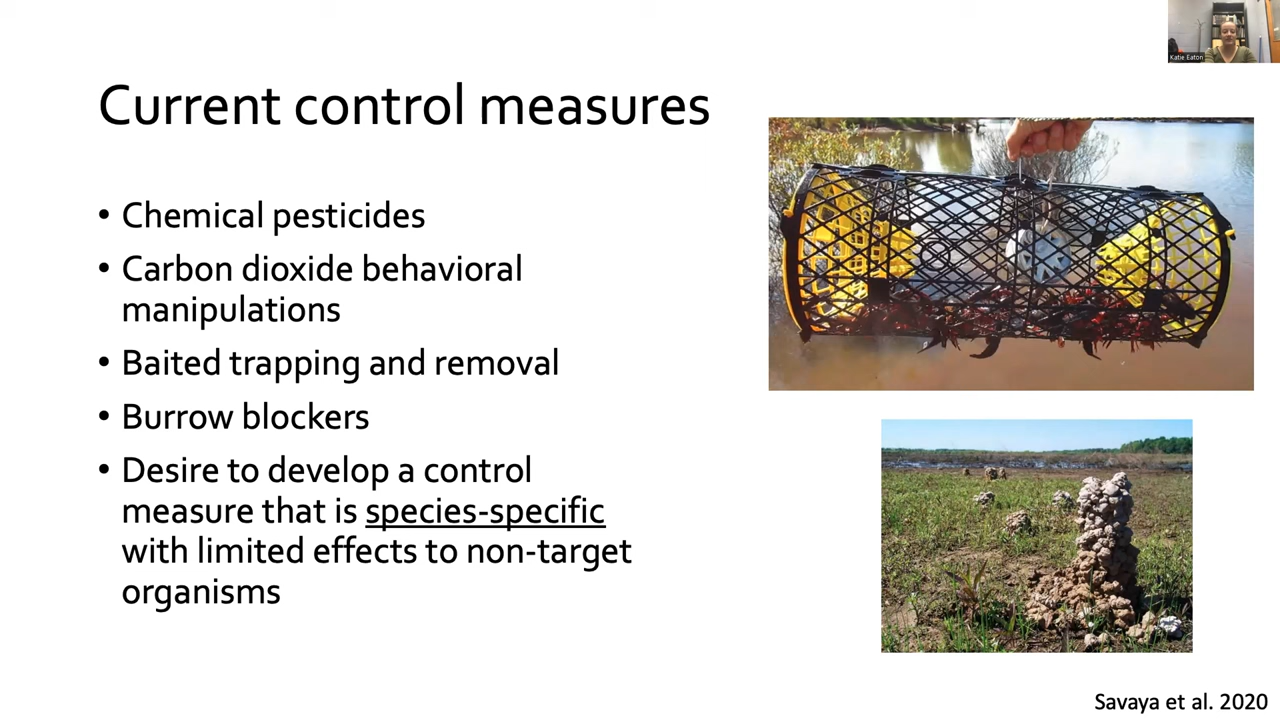 Katie Eaton
Current control measures
• Chemical pesticides
• Carbon dioxide behavioral
manipulations
• Baited trapping and removal
• Burrow blockers
• Desire to develop a control
measure that is species-specific
with limited effects to non-target
organisms
Savaya et al. 2020